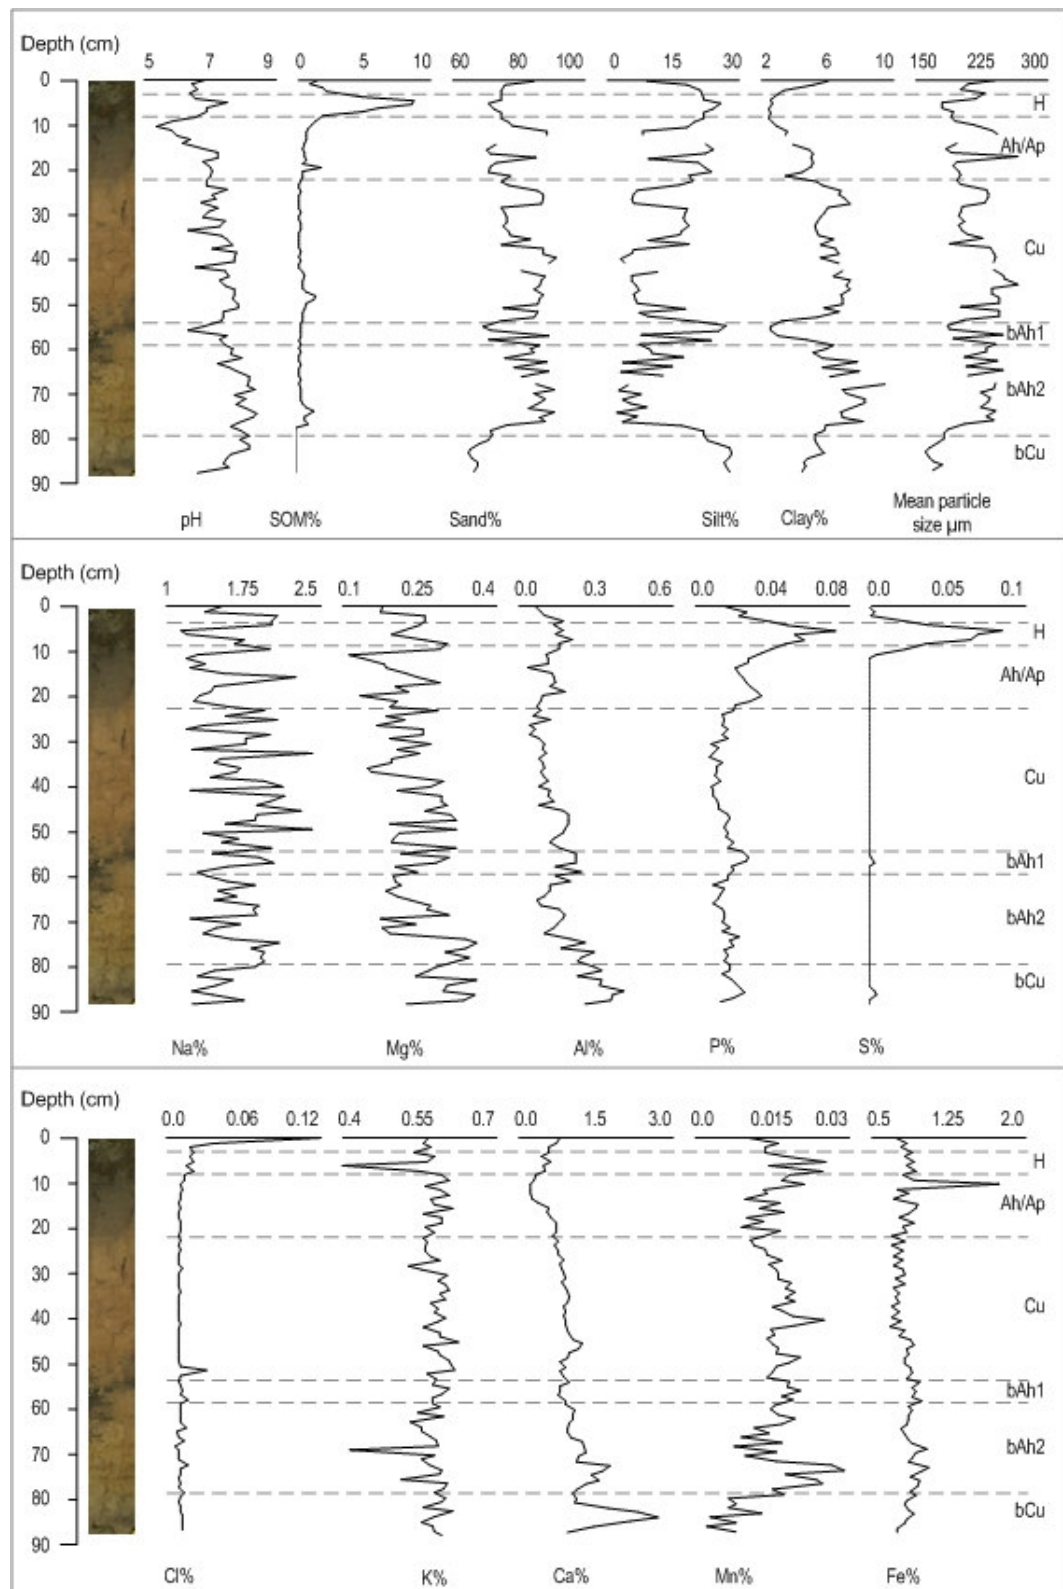 Depth (cm)
5 7 9 0 5 10 60 80 100 0 15 30 2 6 10 150 225 300
0
H
10
Ah/Ap
20
30
Cu
40
50
bAh1
60
bAh2
70
80
bCu
90
pH SOM% Sand% Silt% Clay% Mean particle
size µm
Depth (cm)
1 1.75 2.5 0.1 0.25 0.4 0.0 0.3 0.6 0.0 0.04 0.08 0.0 0.05 0.1
0
H
10
Ah/Ap
20
30
Cu
40
50
bAh1
60
bAh2
70
80
bCu
90
Na% Mg% Al% P% S%
Depth (cm)
0.0 0.06 0.12 0.4 0.55 0.7 0.0 1.5 3.0 0.0 0.015 0.03 0.5 1.25 2.0
0
H
10
Ah/Ap
20
30
Cu
40
50
bAh1
60
bAh2
70
80
bCu
90
Cl% K% Ca% Mn% Fe%